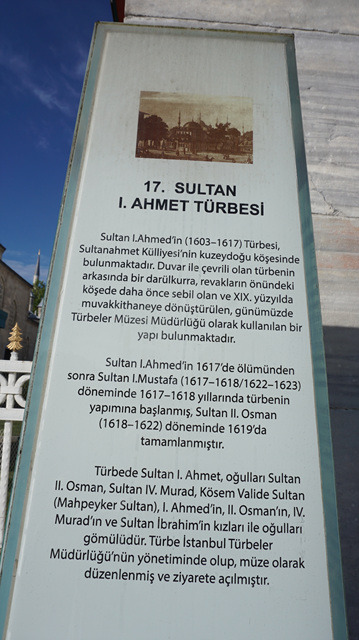 17. SULTAN
I. AHMET TÜRBESİ
Sultan I.Ahmed'in (1603–1617) Türbesi,
Sultanahmet Külliyesi'nin kuzeydoğu köşesinde
bulunmaktadır. Duvar ile çevrili olan türbenin
arkasında bir darülkurra, revakların önündeki
köşede daha önce sebil olan ve XIX. yüzyılda
muvakkithaneye dönüştürülen, günümüzde
Türbeler Müzesi Müdürlüğü olarak kullanılan bir
yapı bulunmaktadır.
Sultan I.Ahmed'in 1617'de ölümünden
sonra Sultan I.Mustafa (1617–1618/1622–1623)
döneminde 1617–1618 yıllarında türbenin
yapımına başlanmış, Sultan II. Osman
(1618–1622) döneminde 1619'da
tamamlanmıştır.
Türbede Sultan I. Ahmet, oğulları Sultan
II. Osman, Sultan IV. Murad, Kösem Valide Sultan
(Mahpeyker Sultan), I. Ahmed'in, II. Osman'ın, IV.
Murad'ın ve Sultan İbrahim'in kızları ile oğulları
gömülüdür. Türbe İstanbul Türbeler
Müdürlüğü'nün yönetiminde olup, müze olarak
düzenlenmiş ve ziyarete açılmıştır.